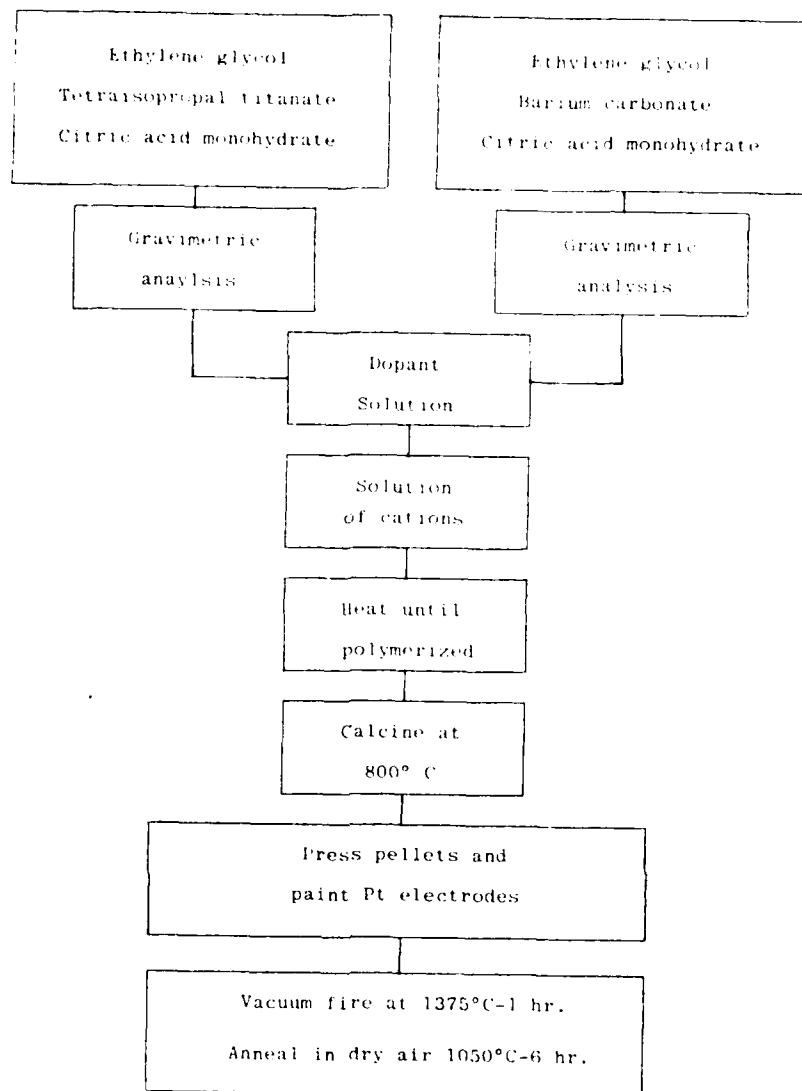 Ethylene glycol
Tetraisopropal titanate
Citric acid monohydrate
Ethylene glycol
Barium carbonate
Citric acid monohydrate
Gravimetric
anaylsis
Gravimetric
analysis
Dopant
Solution
Solution
of cations
Heat until
polymerized
Calcine at
800° C
Press pellets and
paint Pt electrodes
Vacuum fire at 1375°C-1 hr.
Anneal in dry air 1050°C-6 hr.